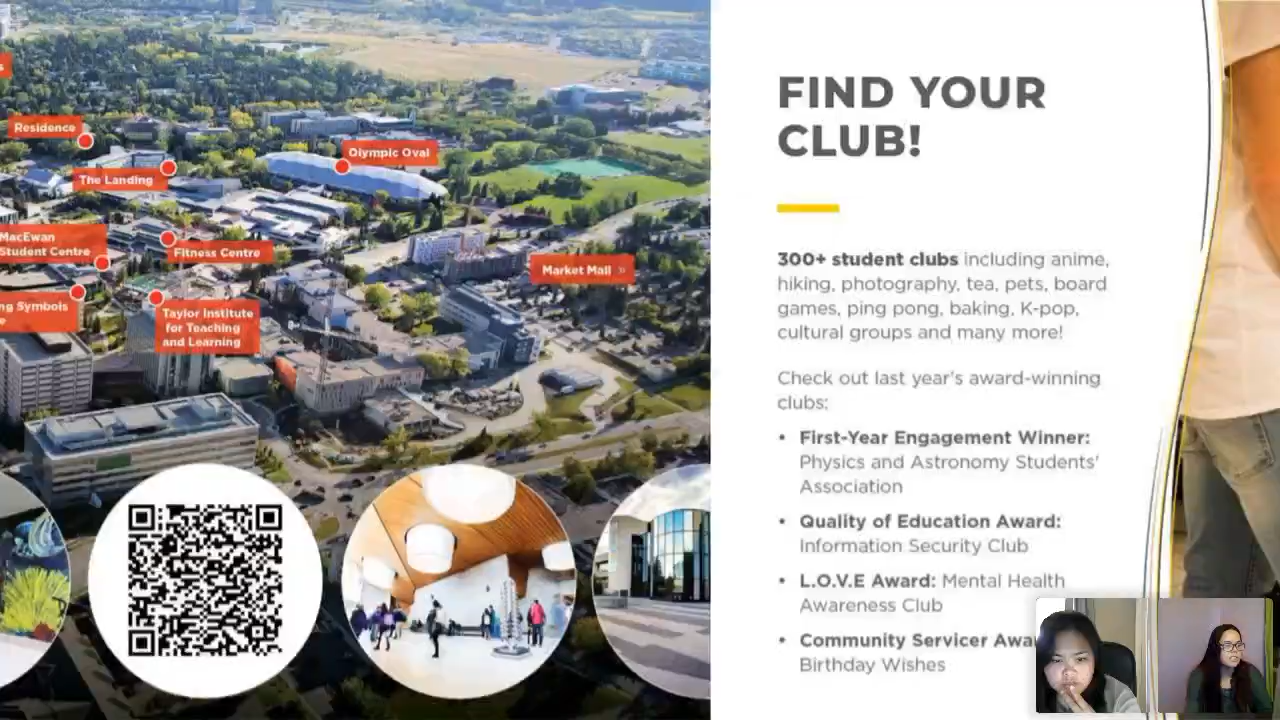 s
Residence
Olympic Oval
The Landing
MacEwan
Student Centre
Fitness Centre
Market Mall »
ng Symbols
e
Taylor Institute
for Teaching
and Learning
FIND YOUR
CLUB!
300+ student clubs including anime,
hiking, photography, tea, pets, board
games, ping pong, baking, K-pop,
cultural groups and many more!
Check out last year's award-winning
clubs:
• First-Year Engagement Winner:
Physics and Astronomy Students'
Association
• Quality of Education Award:
Information Security Club
• L.O.V.E Award: Mental Health
Awareness Club
• Community Servicer Awar
Birthday Wishes